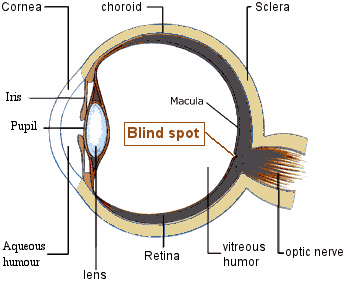 Cornea
choroid
Sclera
Iris
Macula
Pupil
Blind spot
Aqueous
humour
lens
Retina
vitreous
humor
optic nerve